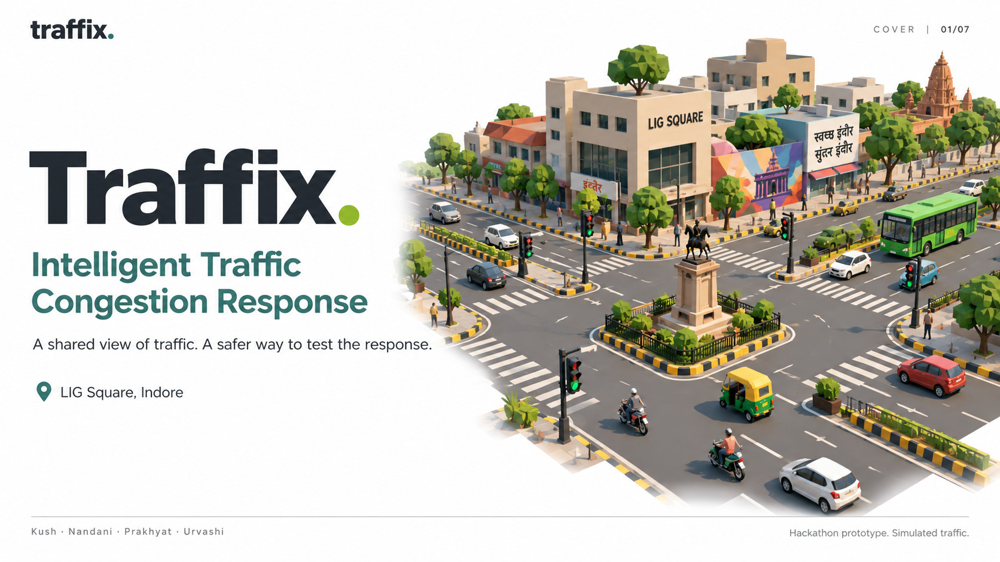 traffix.
COVER | 01/07
Traffix.
Intelligent Traffic
Congestion Response
A shared view of traffic. A safer way to test the response.
LIG Square, Indore
LIG SQUARE
स्वच्छ इंदौर
सुंदन इंदौर
इंव्तैर
Kush · Nandani · Prakhyat · Urvashi
Hackathon prototype. Simulated traffic.